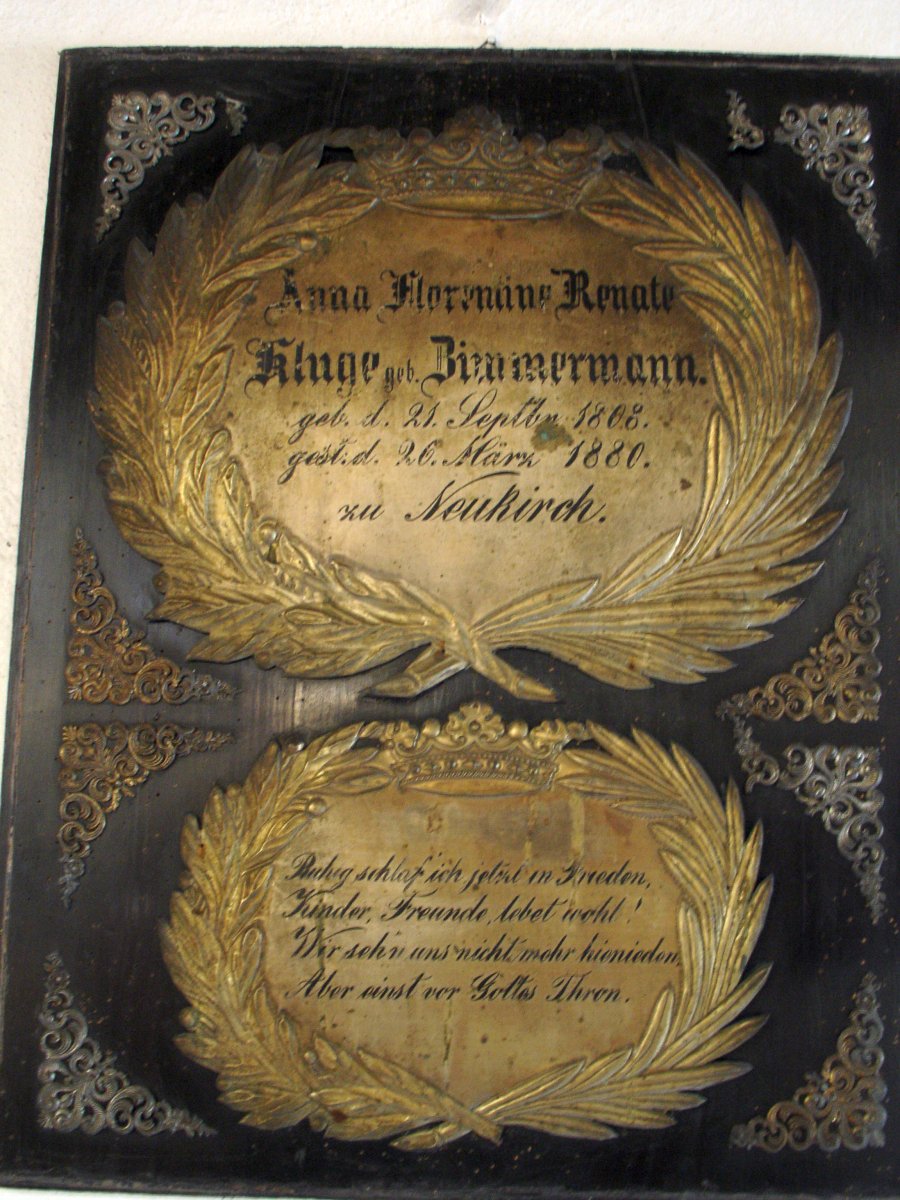 Anna Florentine Renate
Kluge geb. Zimmermann.
geb. d. 21. Septbr. 1808.
gest. d. 26. März 1880.
zu Neukirch.
Ruhig schlaf' ich jetzt in Frieden,
Kinder, Freunde, lebet wohl!
Wir seh'n uns nicht mehr hienieden,
Aber einst vor Gottes Thron.